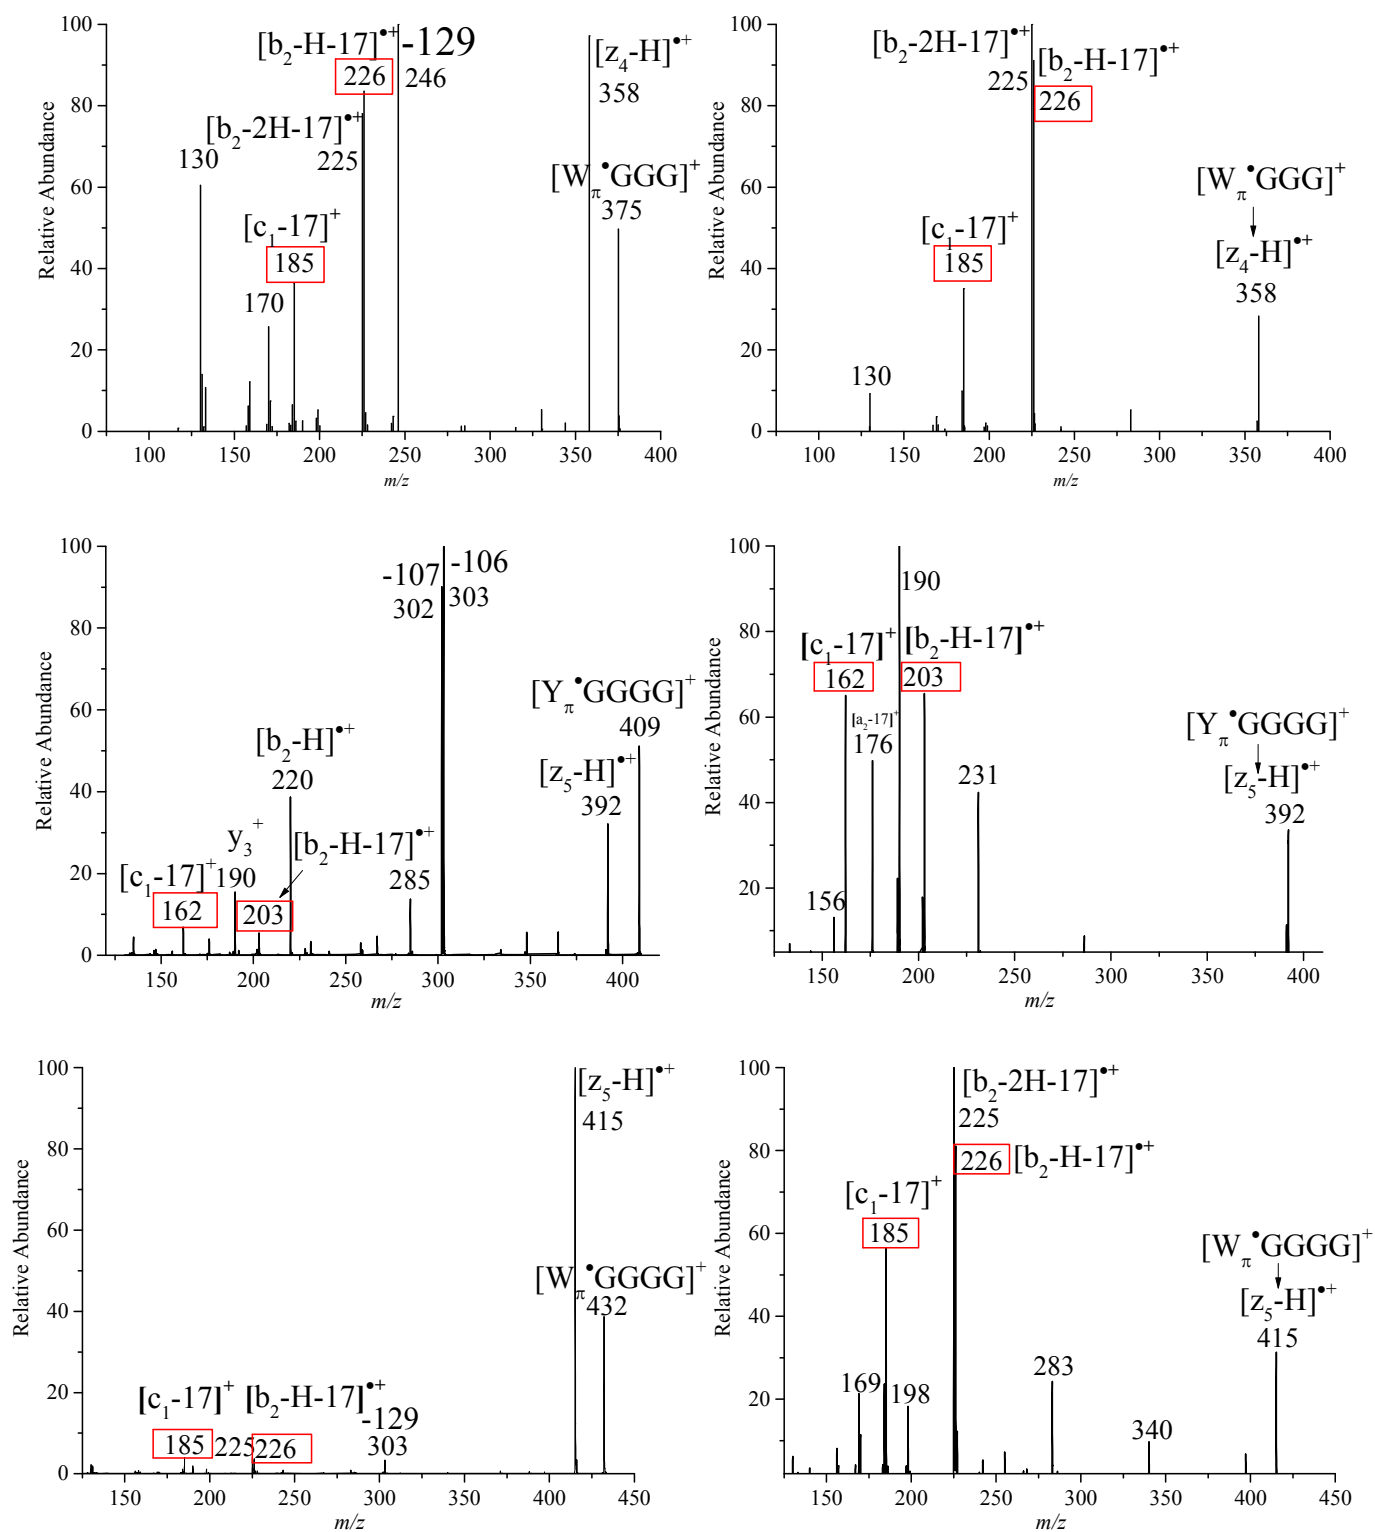 100
80
60
40
20
0
Relative Abundance
[b₂-H-17]•⁺
-129
226
246
[z₄-H]•⁺
358
[b₂-2H-17]•⁺
225
130
[Wπ•GGG]⁺
375
[c₁-17]⁺
185
170
100 150 200 250 300 350 400
m/z
100
80
60
40
20
0
Relative Abundance
[b₂-2H-17]•⁺
225
[b₂-H-17]•⁺
226
[Wπ•GGG]⁺
[c₁-17]⁺
185
[z₄-H]•⁺
358
130
100 150 200 250 300 350 400
m/z
100
80
60
40
20
0
Relative Abundance
-107
302
-106
303
[Yπ•GGGG]⁺
409
[b₂-H]•⁺
220
[z₅-H]•⁺
392
y₃⁺
190
[b₂-H-17]•⁺
203
[c₁-17]⁺
162
285
150 200 250 300 350 400
m/z
100
80
60
40
20
Relative Abundance
190
[c₁-17]⁺
162
[b₂-H-17]•⁺
203
[a₂-17]⁺
176
[Yπ•GGGG]⁺
[z₅-H]•⁺
392
231
156
150 200 250 300 350 400
m/z
100
80
60
40
20
0
Relative Abundance
[z₅-H]•⁺
415
[Wπ•GGGG]⁺
432
[c₁-17]⁺
185
[b₂-H-17]•⁺
225
226
-129
303
150 200 250 300 350 400 450
m/z
100
80
60
40
20
Relative Abundance
[b₂-2H-17]•⁺
225
226
[b₂-H-17]•⁺
[c₁-17]⁺
185
[Wπ•GGGG]⁺
[z₅-H]•⁺
415
169
198
283
340
150 200 250 300 350 400 450
m/z